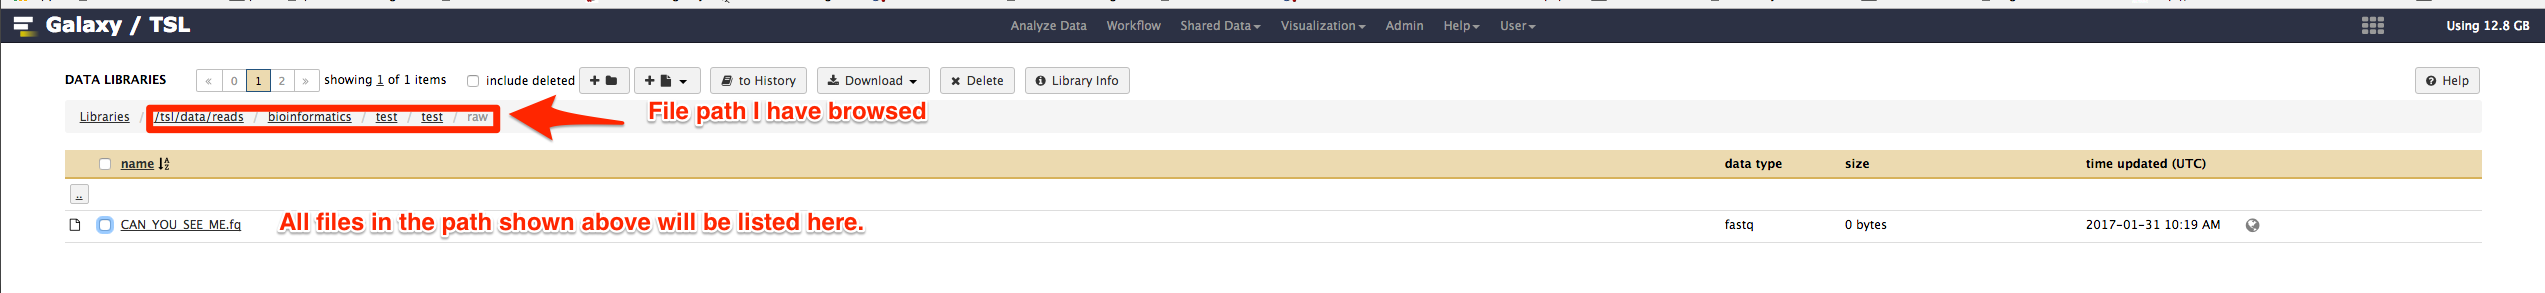 Galaxy / TSL Analyze Data Workflow Shared Data Visualization Admin Help User Using 12.8 GB
DATA LIBRARIES « 0 1 2 » showing 1 of 1 items include deleted + + to History Download Delete Library Info Help
File path I have browsed
Libraries / /tsl/data/reads / bioinformatics / test / test / raw
name data type size time updated (UTC)
..
CAN_YOU_SEE_ME.fq All files in the path shown above will be listed here. fastq 0 bytes 2017-01-31 10:19 AM